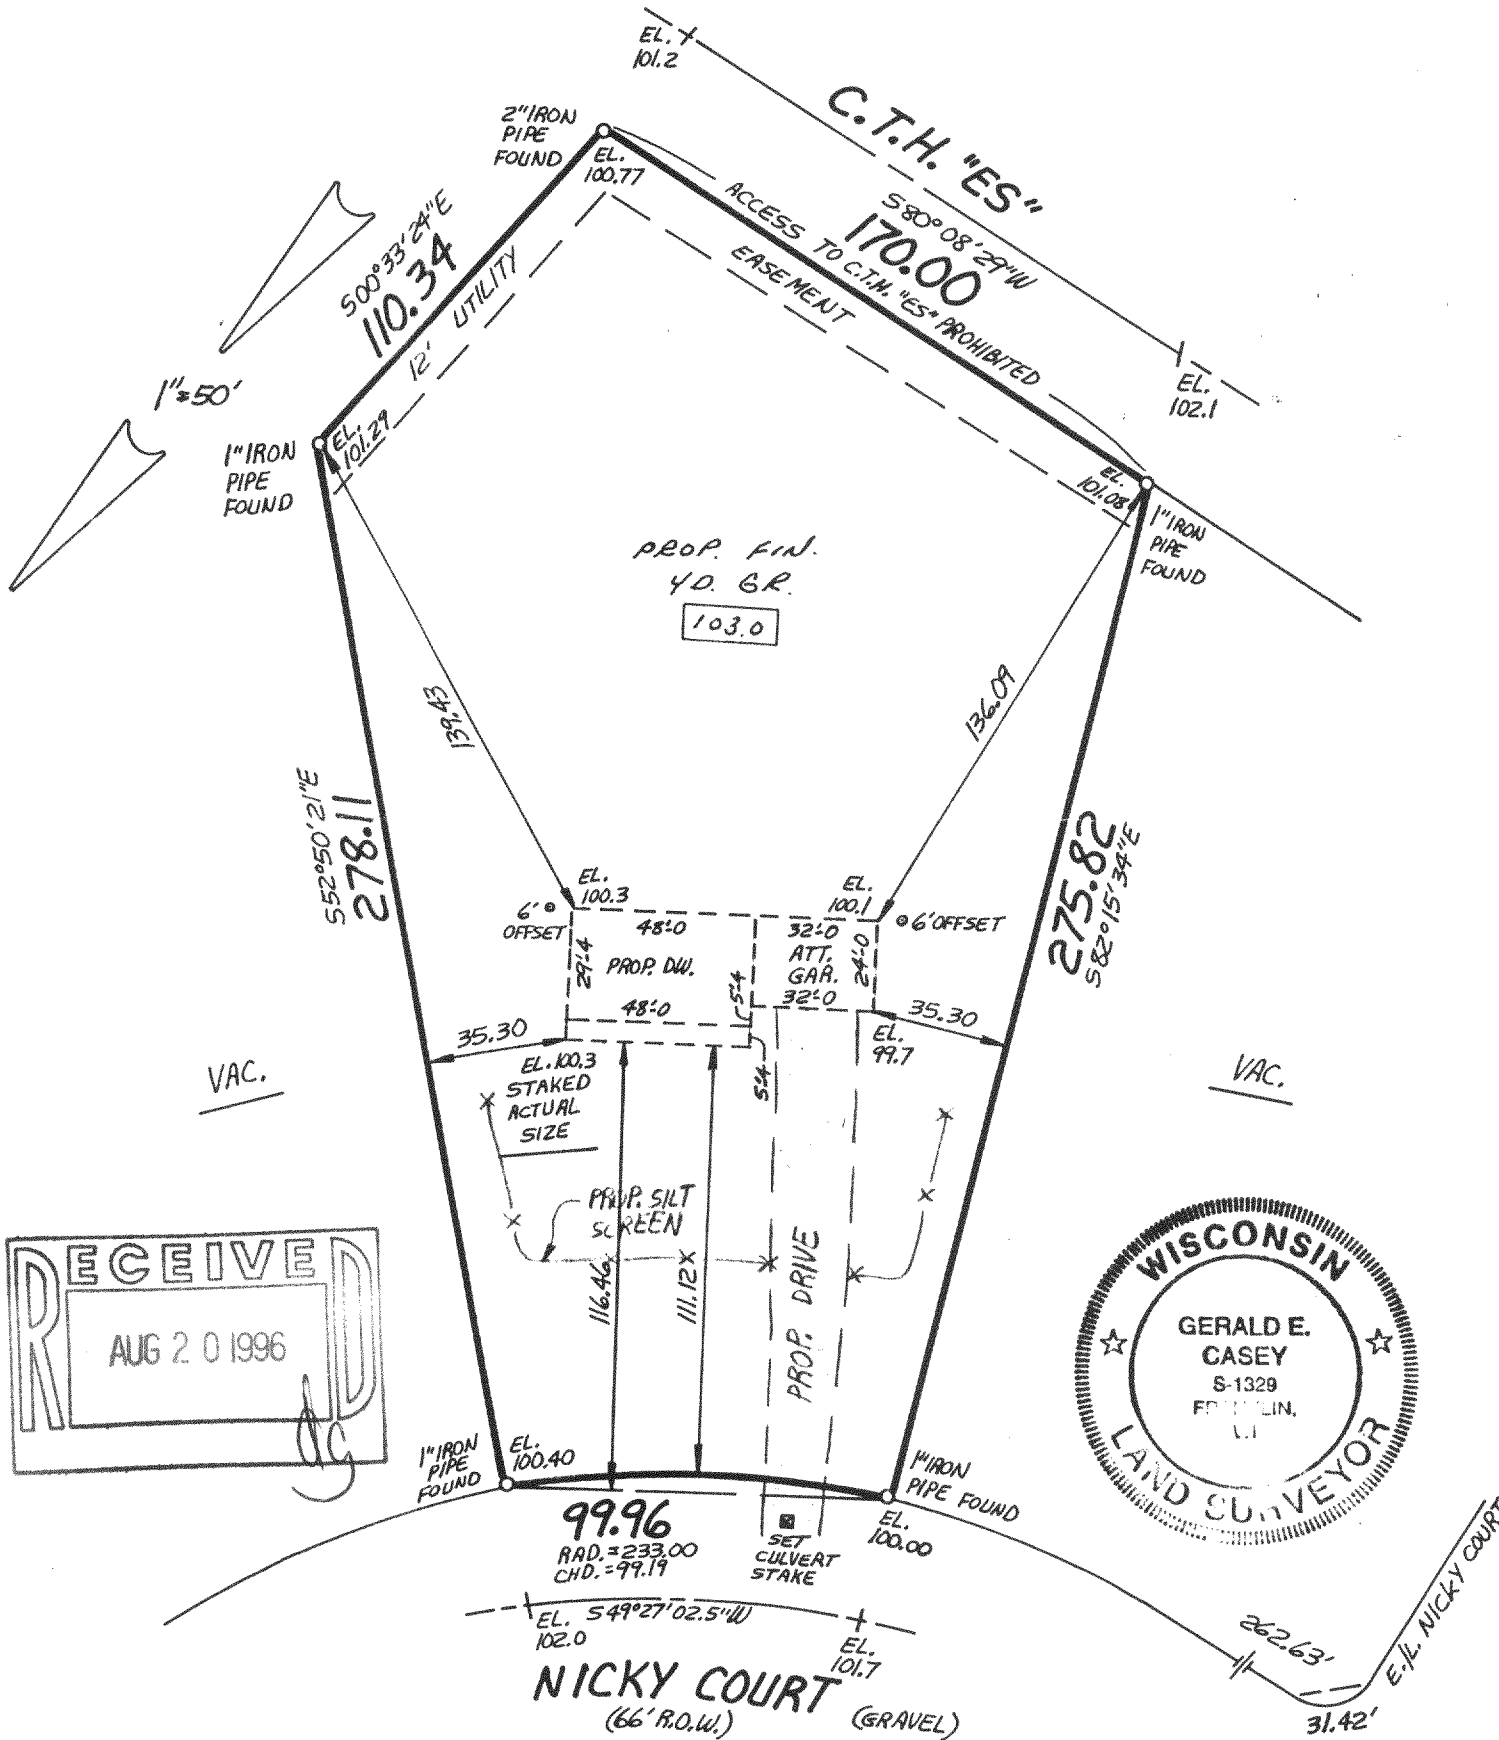 EL.
101.2
C.T.H. "ES"
2" IRON
PIPE
FOUND
EL.
100.77
S80°08'29"W
170.00
ACCESS TO C.T.H. "ES" PROHIBITED
EASEMENT
S00°33'24"E
110.34
12' UTILITY
EL.
102.1
1"=50'
1" IRON
PIPE
FOUND
EL.
101.29
EL.
101.08
1" IRON
PIPE
FOUND
PROP. FIN.
YD. GR.
103.0
139.43
136.09
S52°50'21"E
278.11
275.82
S82°15'34"E
EL.
100.3
EL.
100.1
6'
OFFSET
6' OFFSET
48'-0
32'-0
29'-4
PROP. DW.
ATT.
GAR.
24'-0
5'-4
48'-0
32'-0
35.30
35.30
EL.
99.7
EL. 100.3
STAKED
ACTUAL
SIZE
5'-4
VAC.
VAC.
PROP. SILT
SCREEN
116.46
111.12
PROP. DRIVE
RECEIVED
AUG 20 1996
dg
WISCONSIN
GERALD E.
CASEY
S-1329
LAND SURVEYOR
1" IRON
PIPE
FOUND
EL.
100.40
1" IRON
PIPE FOUND
EL.
100.00
99.96
RAD.=233.00
CHD.=99.19
SET
CULVERT
STAKE
S49°27'02.5"W
EL.
102.0
EL.
101.7
NICKY COURT
(66' R.O.W.)
(GRAVEL)
262.63'
E./L. NICKY COURT
31.42'